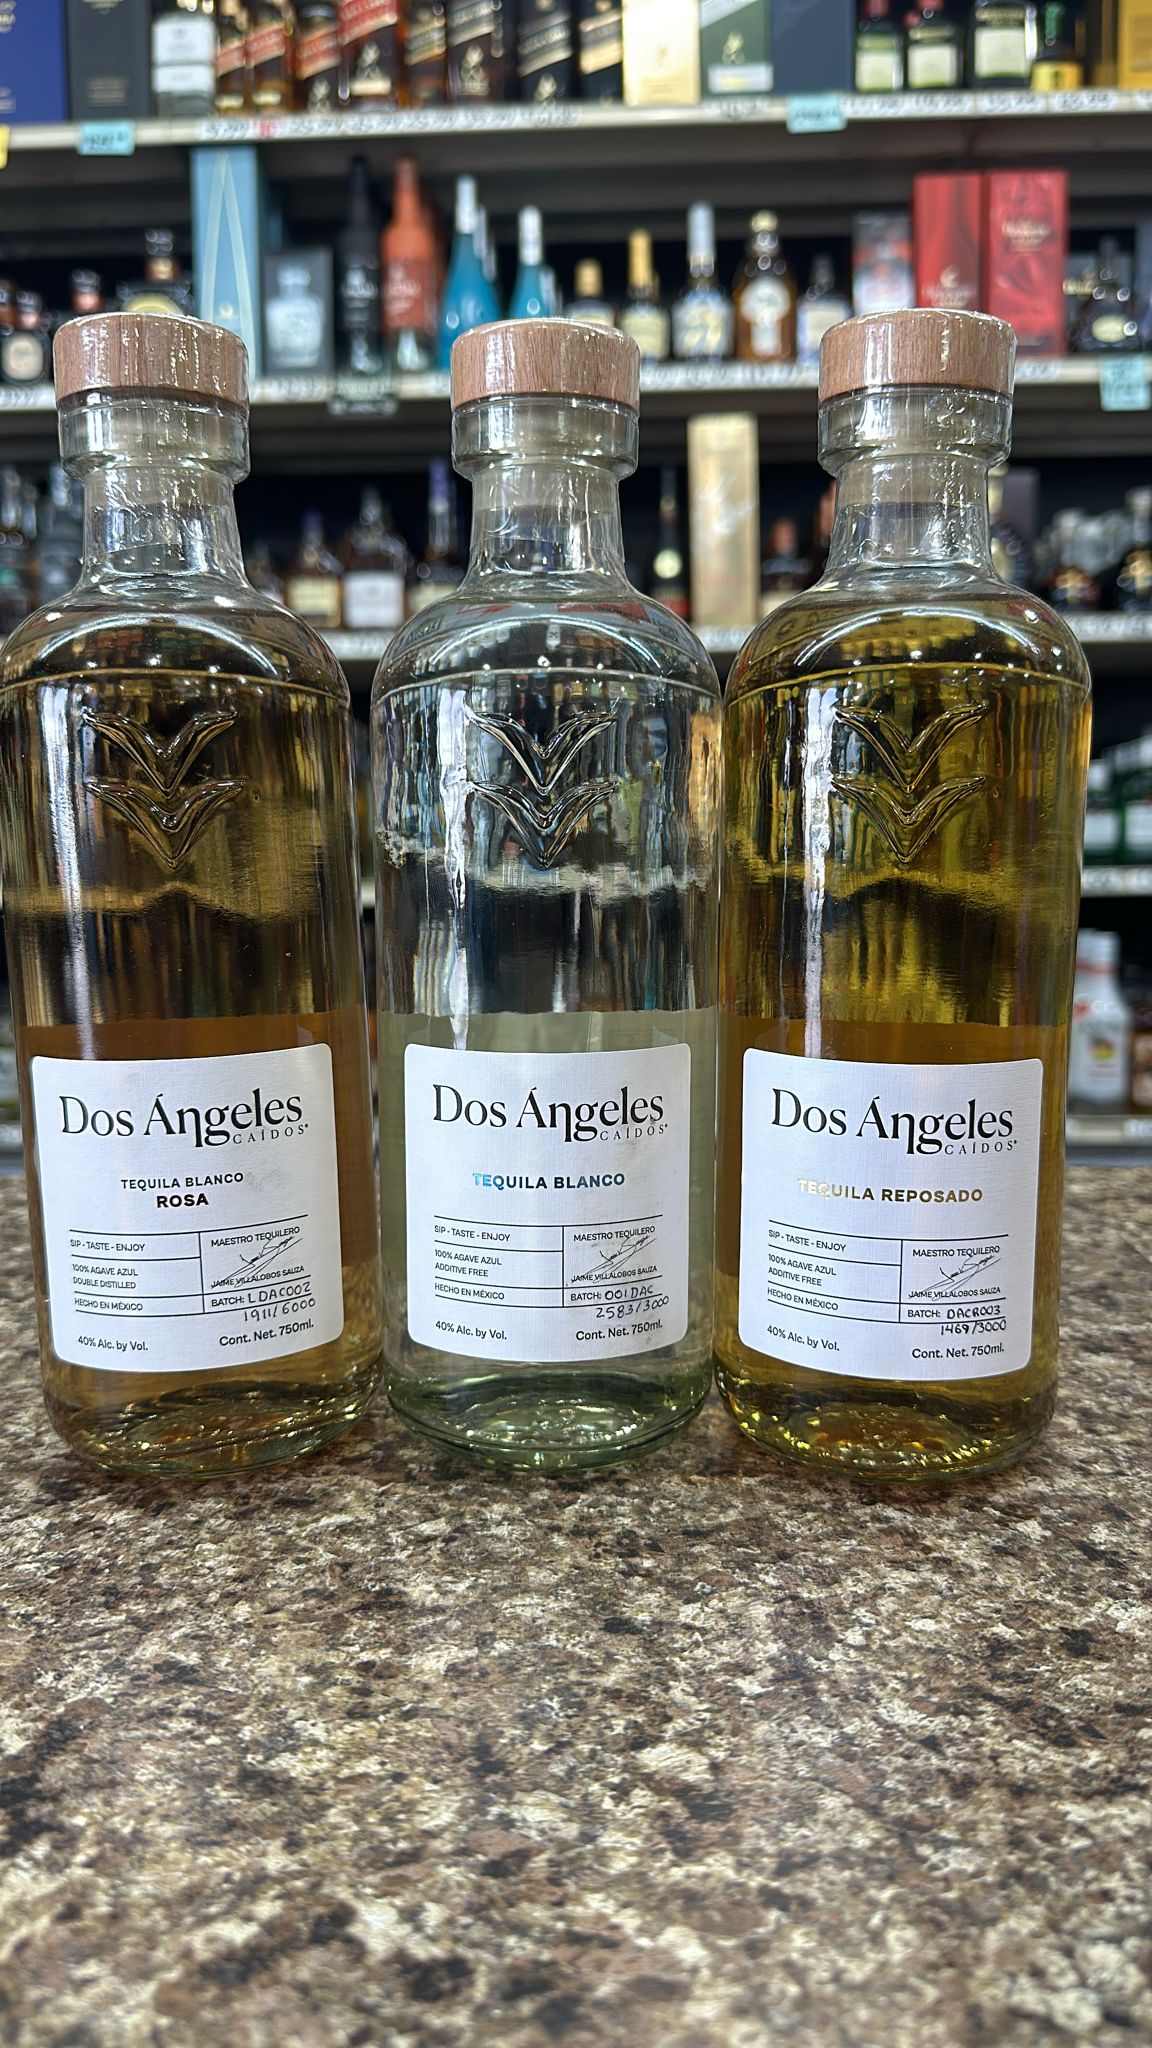 Dos Ángeles
CAÍDOS
TEQUILA BLANCO
ROSA
SIP - TASTE - ENJOY
100% AGAVE AZUL
DOUBLE DISTILLED
HECHO EN MÉXICO
MAESTRO TEQUILERO
JAIME VILLALOBOS SAUZA
BATCH: LDAC002
1911/6000
40% Alc. by Vol.
Cont. Net. 750ml.
Dos Ángeles
CAÍDOS
TEQUILA BLANCO
SIP - TASTE - ENJOY
100% AGAVE AZUL
ADDITIVE FREE
HECHO EN MÉXICO
MAESTRO TEQUILERO
JAIME VILLALOBOS SAUZA
BATCH: 001DAC
2583/3000
40% Alc. by Vol.
Cont. Net. 750ml.
Dos Ángeles
CAÍDOS
TEQUILA REPOSADO
SIP - TASTE - ENJOY
100% AGAVE AZUL
ADDITIVE FREE
HECHO EN MÉXICO
MAESTRO TEQUILERO
JAIME VILLALOBOS SAUZA
BATCH: DACR003
1469/3000
40% Alc. by Vol.
Cont. Net. 750ml.